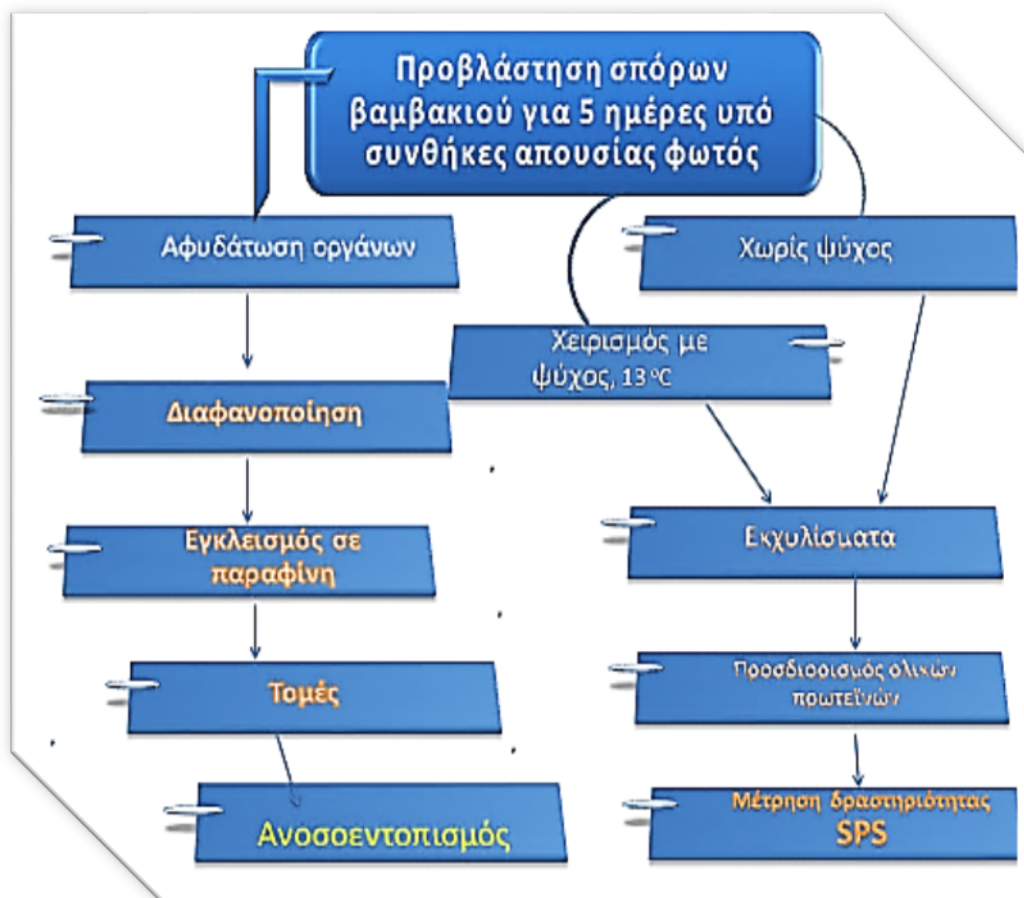 Προβλάστηση σπόρων
βαμβακιού για 5 ημέρες υπό
συνθήκες απουσίας φωτός
Αφυδάτωση οργάνων
Χωρίς ψύχος
Χειρισμός με
ψύχος, 13 °C
Διαφανοποίηση
Εγκλεισμός σε
παραφίνη
Εκχυλίσματα
Τομές
Προσδιορισμός ολικών
πρωτεϊνών
Ανοσοεντοπισμός
Μέτρηση δραστηριότητας
SPS